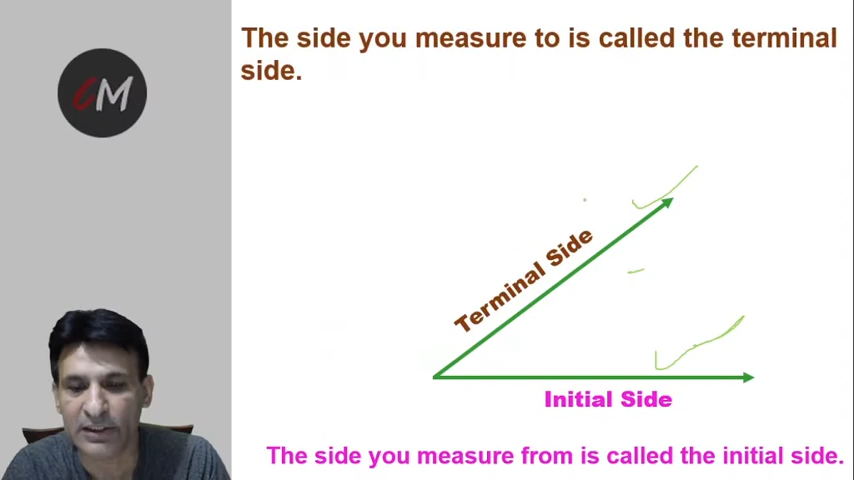 The side you measure to is called the terminal
side.
CM
Terminal Side
Initial Side
The side you measure from is called the initial side.